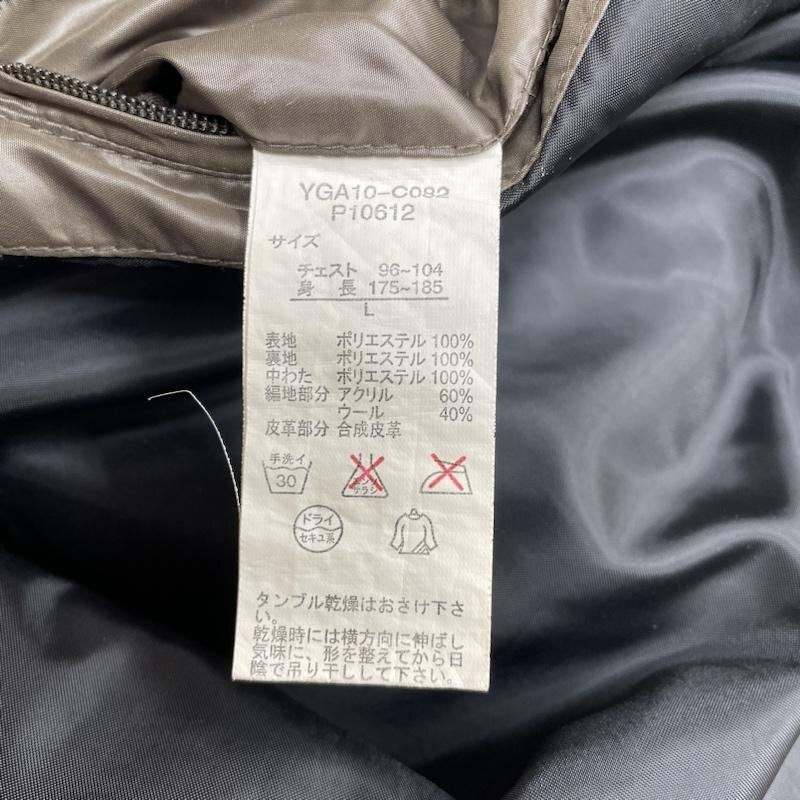 YGA10-C082
P10612
サイズ
チェスト 96~104
身 長 175~185
L
表地 ポリエステル 100%
裏地 ポリエステル 100%
中わた ポリエステル 100%
編地部分 アクリル 60%
ウール 40%
皮革部分 合成皮革
手洗イ
30
エンソ
サラシ
ドライ
セキユ系
タンブル乾燥はおさけ下さ
い。
乾燥時には横方向に伸ばし
気味に、形を整えてから日
陰で吊り干しして下さい。